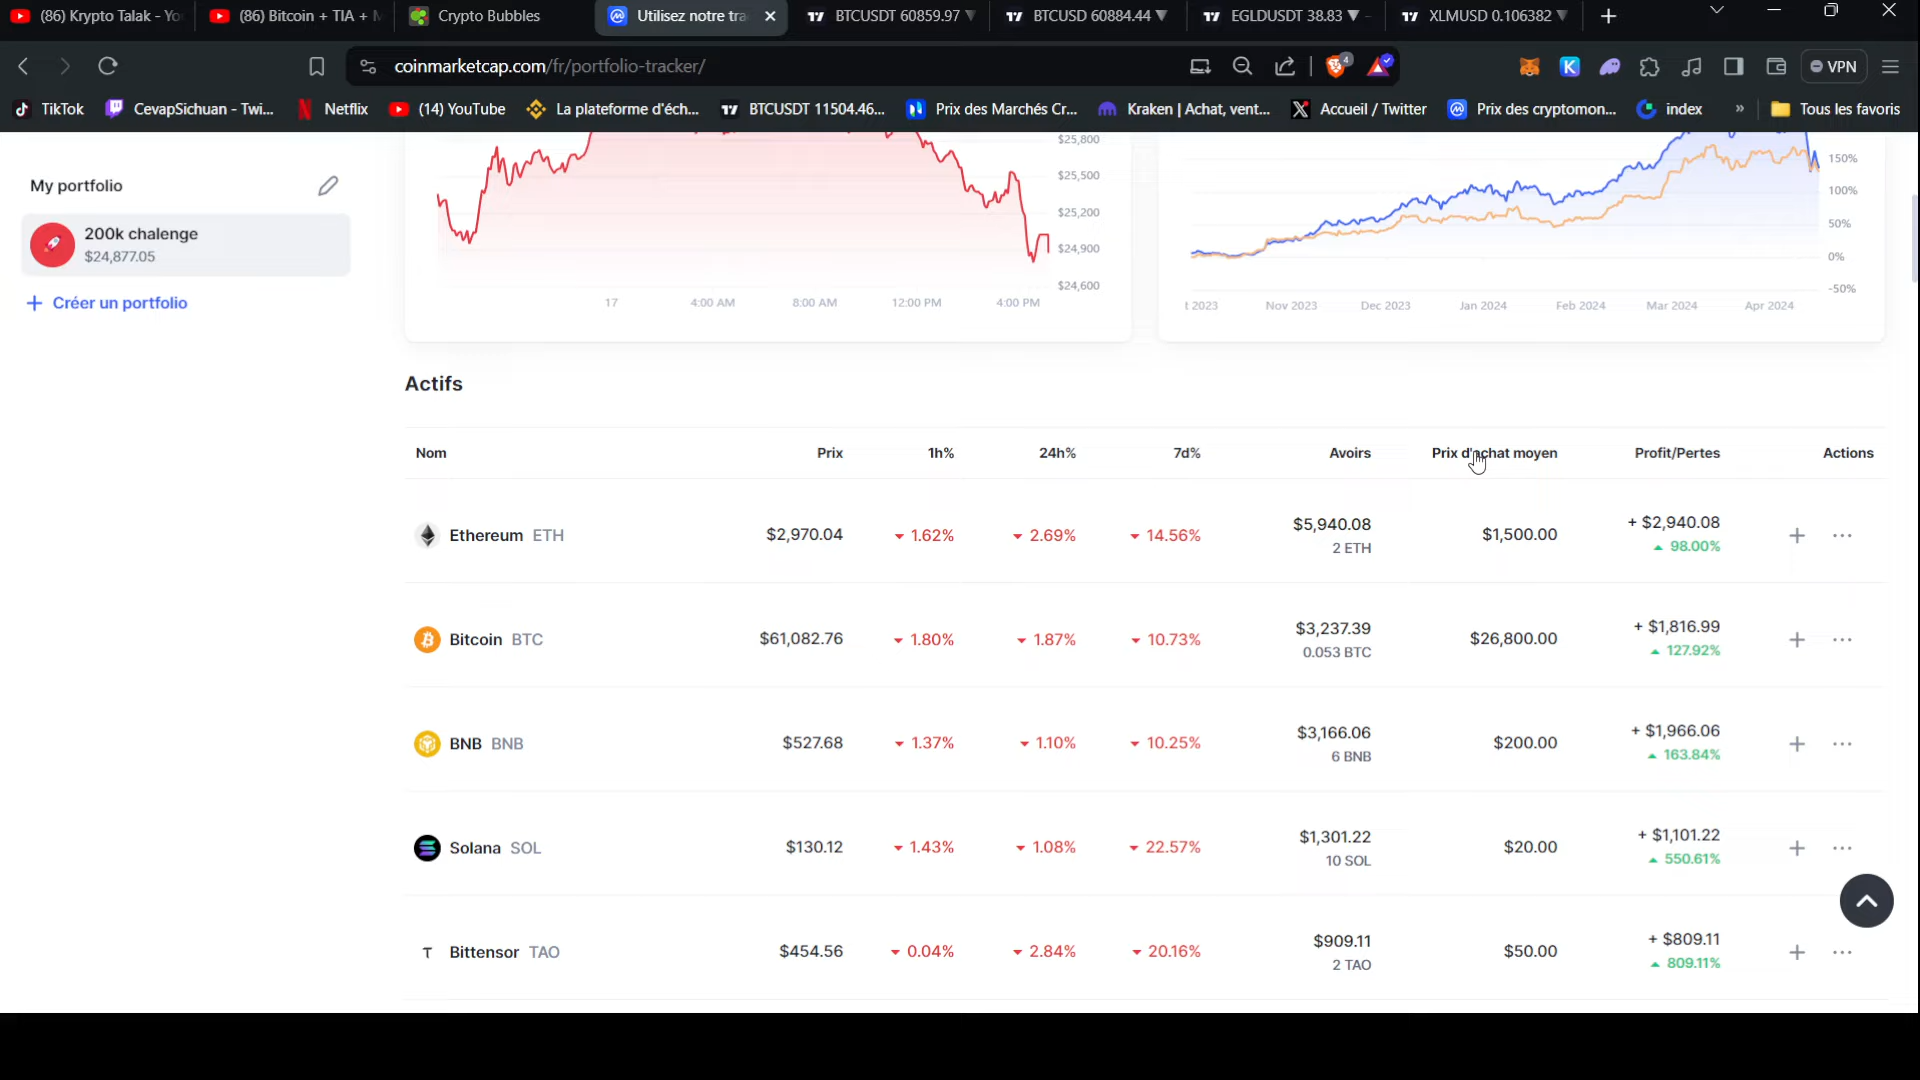 (86) Krypto Talak - Yo
(86) Bitcoin + TIA +
Crypto Bubbles
Utilisez notre tra
BTCUSDT 60859.97 ▼
BTCUSD 60884.44 ▼
EGLDUSDT 38.83 ▼
XLMUSD 0.106382 ▼
coinmarketcap.com/fr/portfolio-tracker/
4
VPN
TikTok
CevapSichuan - Twi...
Netflix
(14) YouTube
La plateforme d'éch...
BTCUSDT 11504.46...
Prix des Marchés Cr...
Kraken | Achat, vent...
Accueil / Twitter
Prix des cryptomon...
index
»
Tous les favoris
My portfolio
200k chalenge
$24,877.05
+ Créer un portfolio
$25,800
$25,500
$25,200
$24,900
$24,600
17 4:00 AM 8:00 AM 12:00 PM 4:00 PM
150%
100%
50%
0%
-50%
t 2023 Nov 2023 Dec 2023 Jan 2024 Feb 2024 Mar 2024 Apr 2024
Actifs
Nom Prix 1h% 24h% 7d% Avoirs Prix d'achat moyen Profit/Pertes Actions
Ethereum ETH $2,970.04 1.62% 2.69% 14.56% $5,940.08 $1,500.00 + $2,940.08
2 ETH 98.00%
Bitcoin BTC $61,082.76 1.80% 1.87% 10.73% $3,237.39 $26,800.00 + $1,816.99
0.053 BTC 127.92%
BNB BNB $527.68 1.37% 1.10% 10.25% $3,166.06 $200.00 + $1,966.06
6 BNB 163.84%
Solana SOL $130.12 1.43% 1.08% 22.57% $1,301.22 $20.00 + $1,101.22
10 SOL 550.61%
T Bittensor TAO $454.56 0.04% 2.84% 20.16% $909.11 $50.00 + $809.11
2 TAO 809.11%